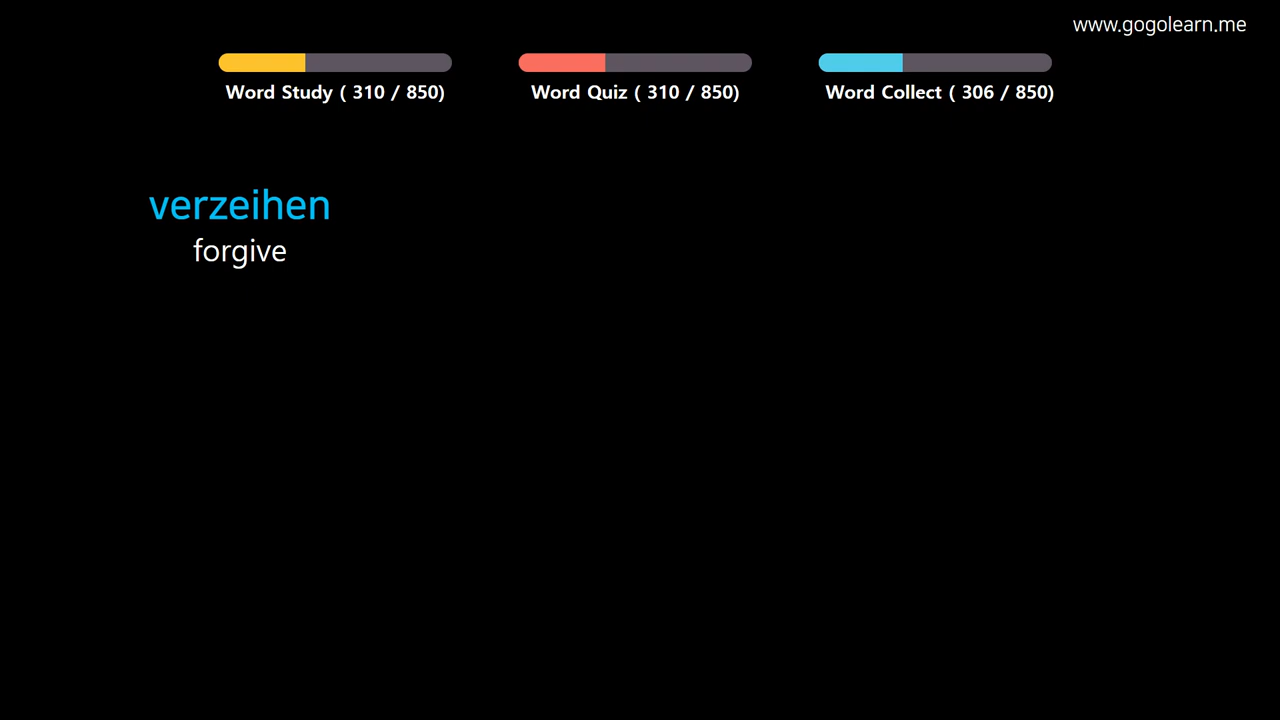 www.gogolearn.me
Word Study ( 310 / 850)
Word Quiz ( 310 / 850)
Word Collect ( 306 / 850)
verzeihen
forgive